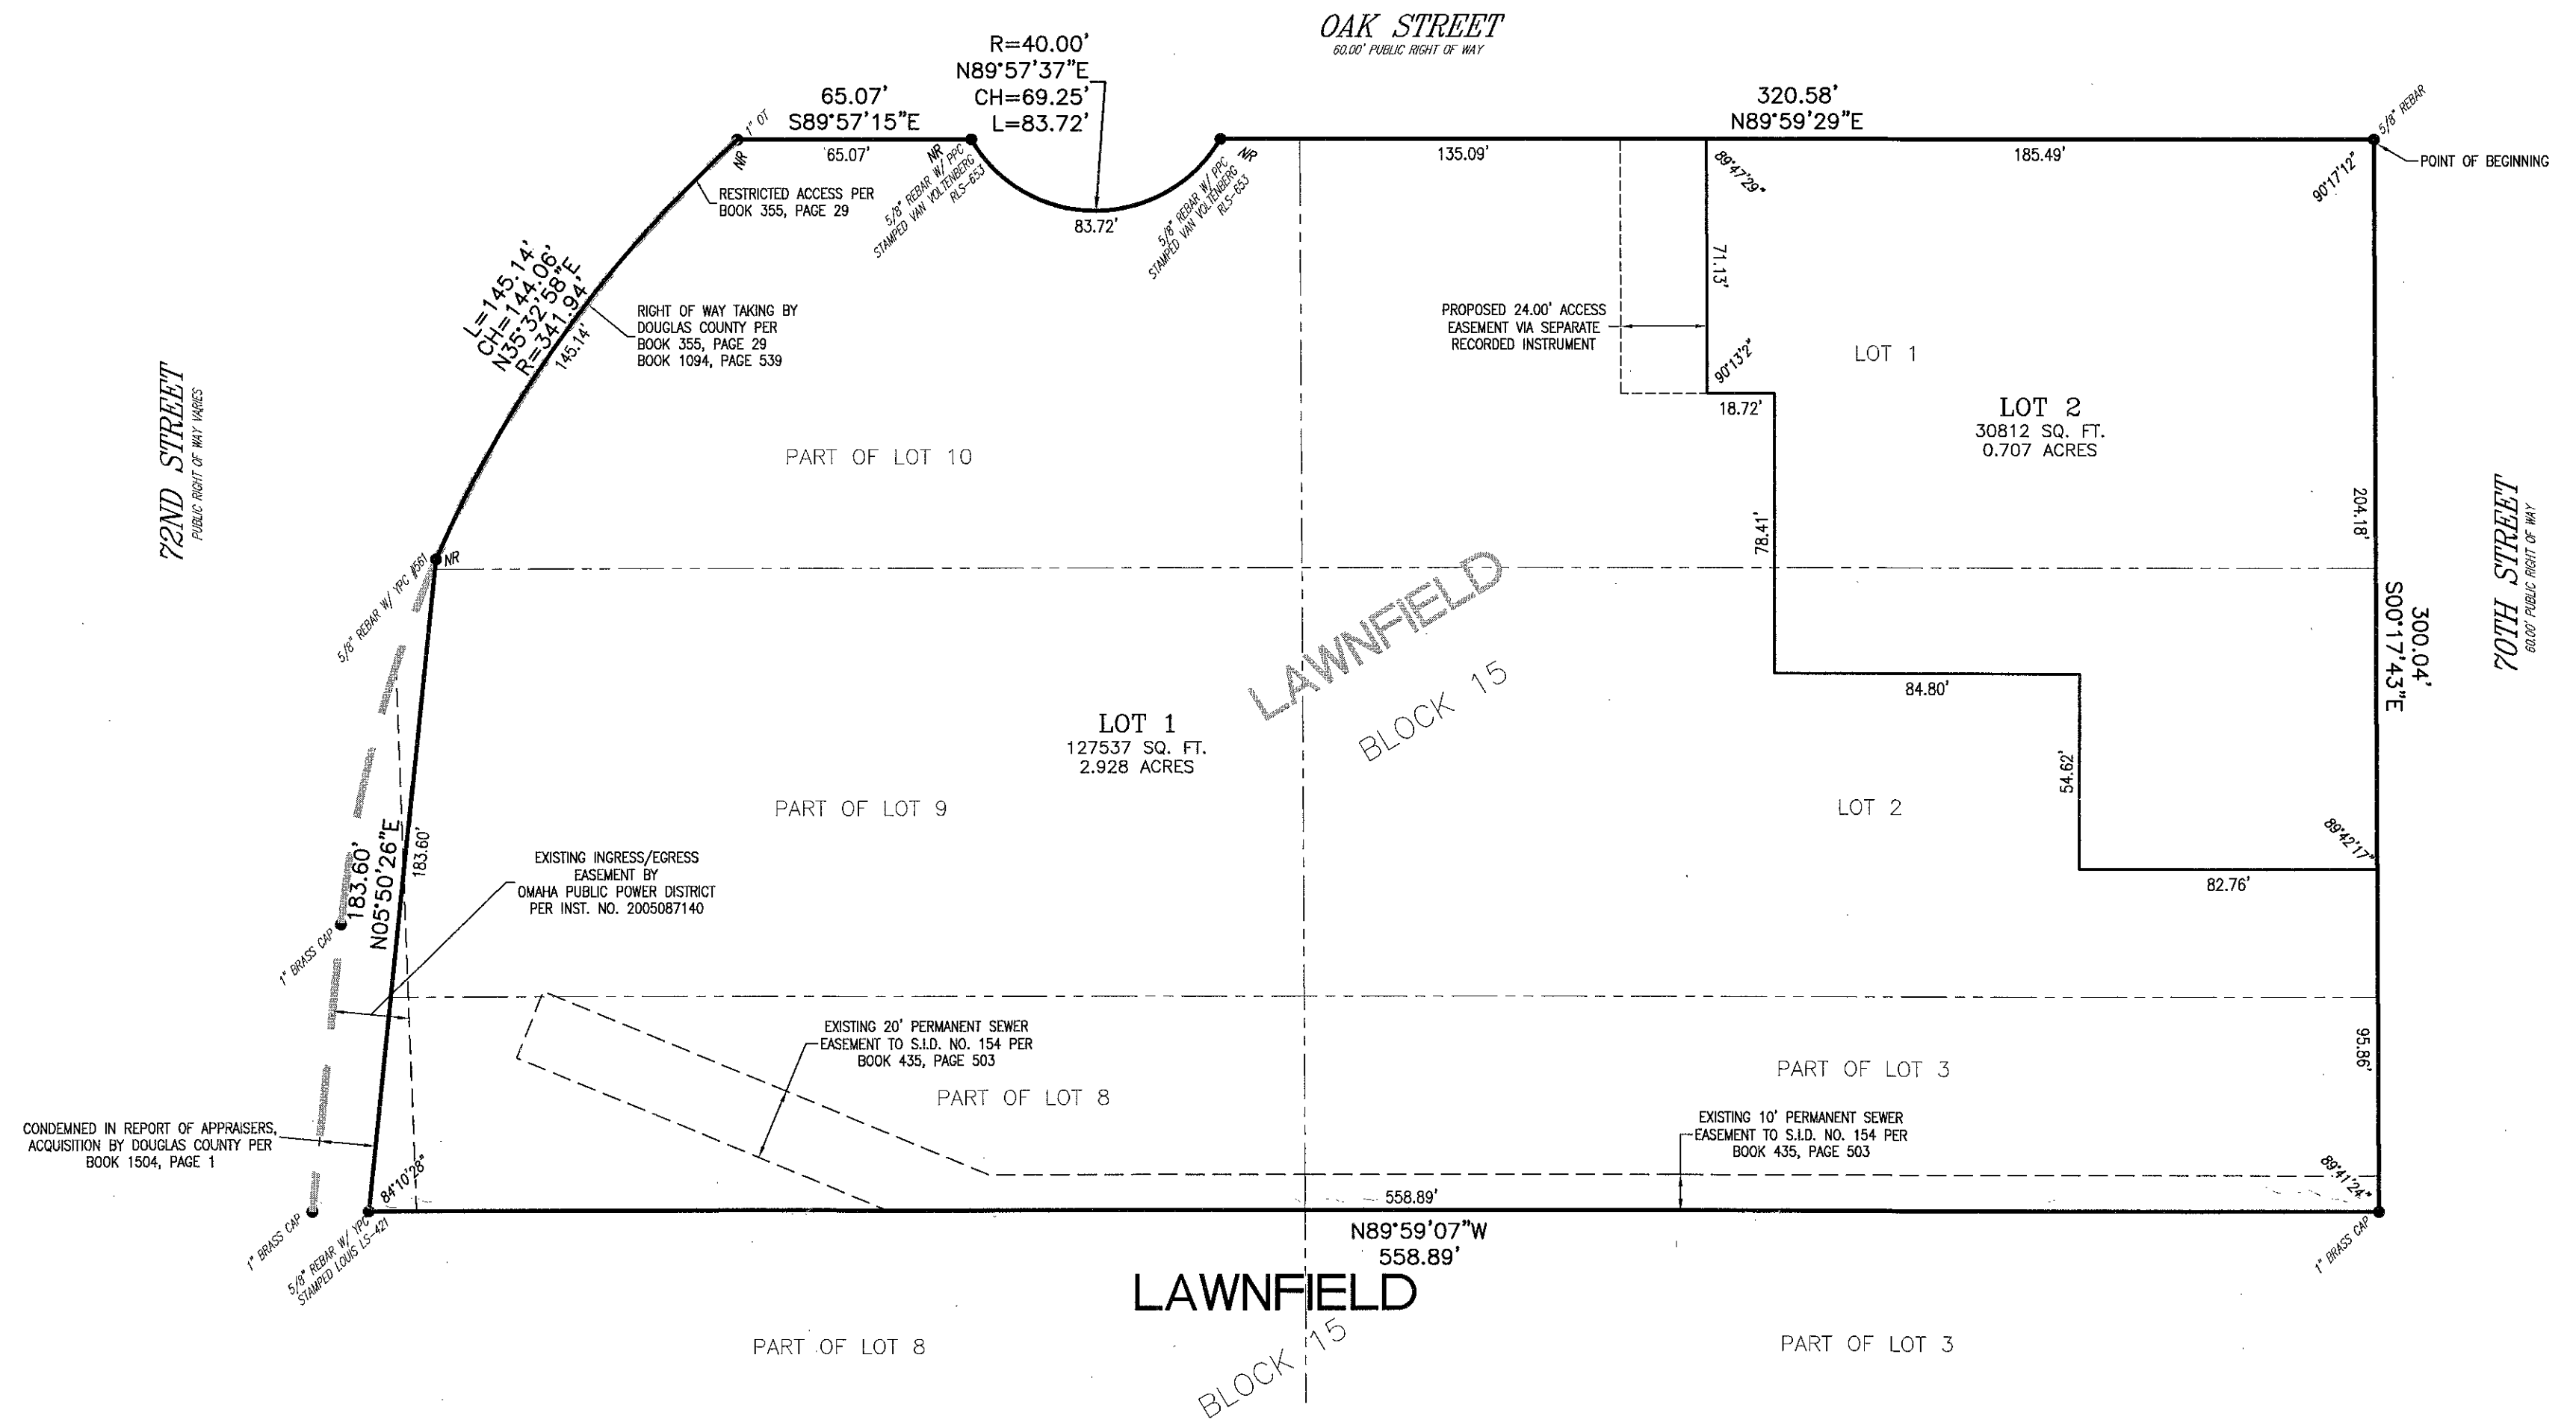 OAK STREET
60.00' PUBLIC RIGHT OF WAY
R=40.00'
N89°57'37"E
CH=69.25'
L=83.72'
65.07'
S89°57'15"E
320.58'
N89°59'29"E
1" OT
5/8" REBAR
NR
65.07'
NR
5/8" REBAR W/ PPC
STAMPED VAN VOLTENBERG
RLS-653
83.72'
NR
5/8" REBAR W/ PPC
STAMPED VAN VOLTENBERG
RLS-653
135.09'
89°47'29"
185.49'
90°17'12"
POINT OF BEGINNING
RESTRICTED ACCESS PER
BOOK 355, PAGE 29
L=145.14'
CH=144.06'
N35°32'58"E
R=341.94'
145.14'
RIGHT OF WAY TAKING BY
DOUGLAS COUNTY PER
BOOK 355, PAGE 29
BOOK 1094, PAGE 539
71.13'
PROPOSED 24.00' ACCESS
EASEMENT VIA SEPARATE
RECORDED INSTRUMENT
90°13'2"
18.72'
LOT 1
LOT 2
30812 SQ. FT.
0.707 ACRES
72ND STREET
PUBLIC RIGHT OF WAY VARIES
PART OF LOT 10
78.41'
204.18'
70TH STREET
60.00' PUBLIC RIGHT OF WAY
NR
5/8" REBAR W/ YPC #561
LAWNFIELD
BLOCK 15
300.04'
S00°17'43"E
84.80'
LOT 1
127537 SQ. FT.
2.928 ACRES
PART OF LOT 9
54.62'
LOT 2
89°42'17"
82.76'
183.60'
N05°50'26"E
183.60'
EXISTING INGRESS/EGRESS
EASEMENT BY
OMAHA PUBLIC POWER DISTRICT
PER INST. NO. 2005087140
1" BRASS CAP
EXISTING 20' PERMANENT SEWER
EASEMENT TO S.I.D. NO. 154 PER
BOOK 435, PAGE 503
PART OF LOT 8
PART OF LOT 3
95.86'
EXISTING 10' PERMANENT SEWER
EASEMENT TO S.I.D. NO. 154 PER
BOOK 435, PAGE 503
CONDEMNED IN REPORT OF APPRAISERS,
ACQUISITION BY DOUGLAS COUNTY PER
BOOK 1504, PAGE 1
84°10'28"
89°41'24"
558.89'
1" BRASS CAP
5/8" REBAR W/ YPC
STAMPED LOUIS LS-421
N89°59'07"W
558.89'
1" BRASS CAP
LAWNFIELD
BLOCK 15
PART OF LOT 8
PART OF LOT 3